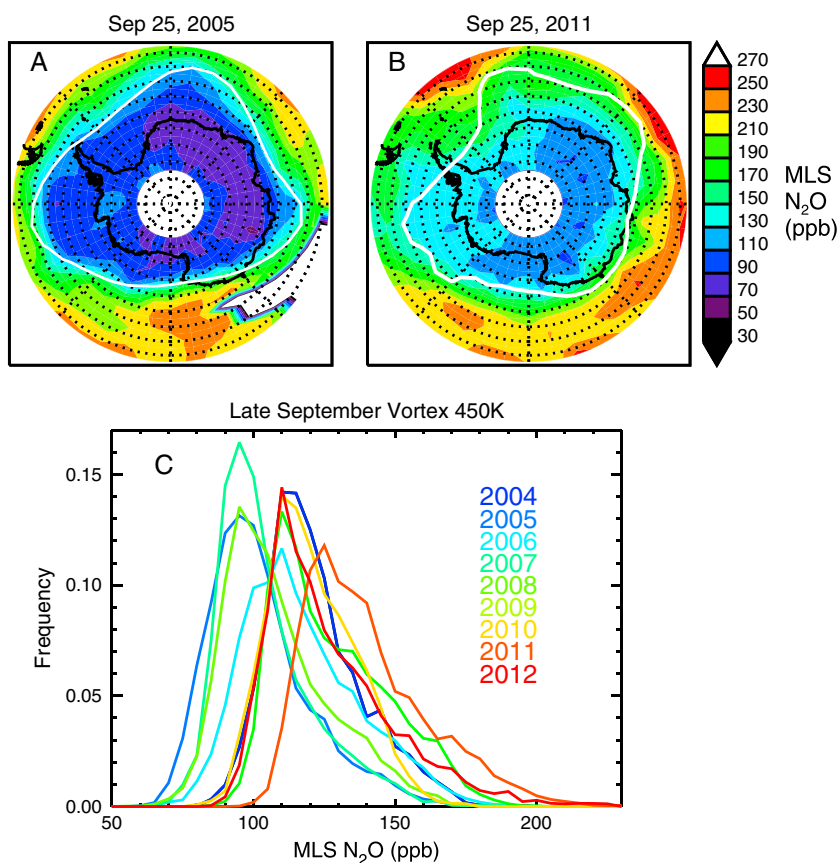 Sep 25, 2005
Sep 25, 2011
A
B
270
250
230
210
190
170
150
130
110
90
70
50
30
MLS
N₂O
(ppb)
Late September Vortex 450K
C
0.15
0.10
0.05
0.00
Frequency
2004
2005
2006
2007
2008
2009
2010
2011
2012
50
100
150
200
MLS N₂O (ppb)